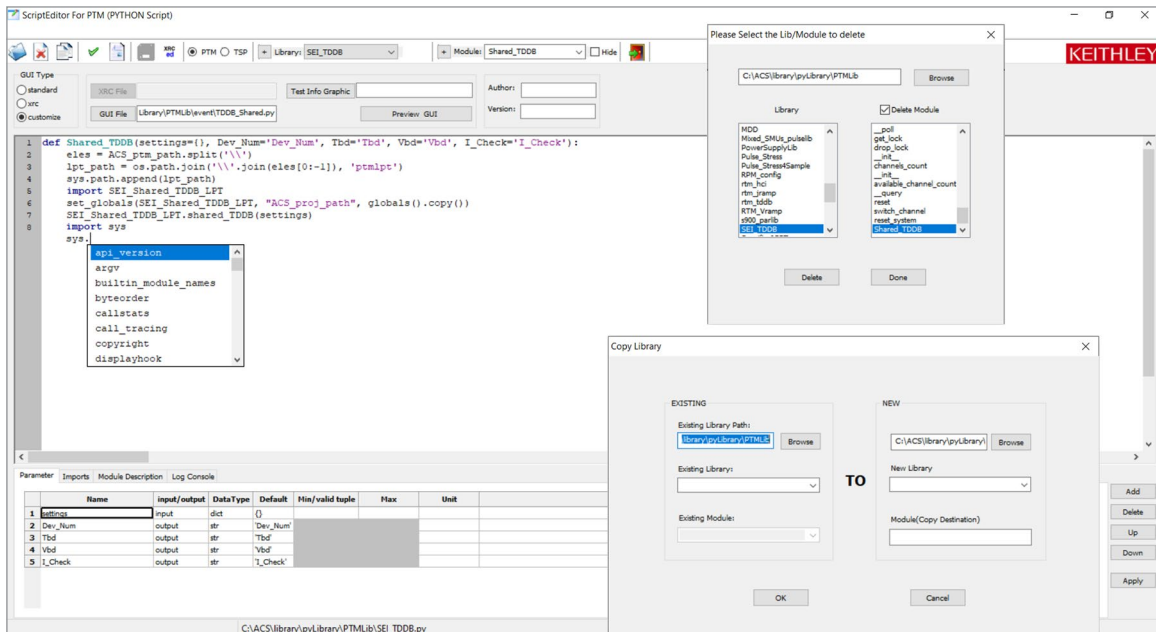 ScriptEditor For PTM (PYTHON Script)
XRC ed
PTM TSP
+ Library: SEI_TDDB
+ Module: Shared_TDDB
Hide
KEITHLEY
GUI Type
standard
xrc
customize
XRC File
Test Info Graphic
GUI File Library\PTMLib\event\TDDB_Shared.py
Preview GUI
Author:
Version:
1 def Shared_TDDB(settings={}, Dev_Num='Dev_Num', Tbd='Tbd', Vbd='Vbd', I_Check='I_Check'):
2 eles = ACS_ptm_path.split('\\')
3 lpt_path = os.path.join('\\'.join(eles[0:-1]), 'ptmlpt')
4 sys.path.append(lpt_path)
5 import SEI_Shared_TDDB_LPT
6 set_globals(SEI_Shared_TDDB_LPT, "ACS_proj_path", globals().copy())
7 SEI_Shared_TDDB_LPT.shared_TDDB(settings)
8 import sys
sys.
api_version
argv
builtin_module_names
byteorder
callstats
call_tracing
copyright
displayhook
Please Select the Lib/Module to delete
C:\ACS\library\pyLibrary\PTMLib
Browse
Library
Delete Module
MDD
Mixed_SMUs_pulselib
PowerSupplyLib
Pulse_Stress
Pulse_Stress4Sample
RPM_config
rtm_hci
rtm_jramp
rtm_tddb
RTM_Vramp
s900_parlib
SEI_TDDB
__poll
get_lock
drop_lock
__init__
channels_count
__init__
available_channel_count
__query
reset
switch_channel
reset_system
Shared_TDDB
Delete
Done
Copy Library
EXISTING
Existing Library Path:
library\pyLibrary\PTMLib
Browse
Existing Library:
Existing Module:
TO
NEW
C:\ACS\library\pyLibrary\
Browse
New Library
Module(Copy Destination)
OK
Cancel
Parameter Imports Module Description Log Console
Name input/output DataType Default Min/valid tuple Max Unit
1 settings input dict {}
2 Dev_Num output str 'Dev_Num'
3 Tbd output str 'Tbd'
4 Vbd output str 'Vbd'
5 I_Check output str 'I_Check'
Add
Delete
Up
Down
Apply
C:\ACS\library\pyLibrary\PTMLib\SEI_TDDB.py